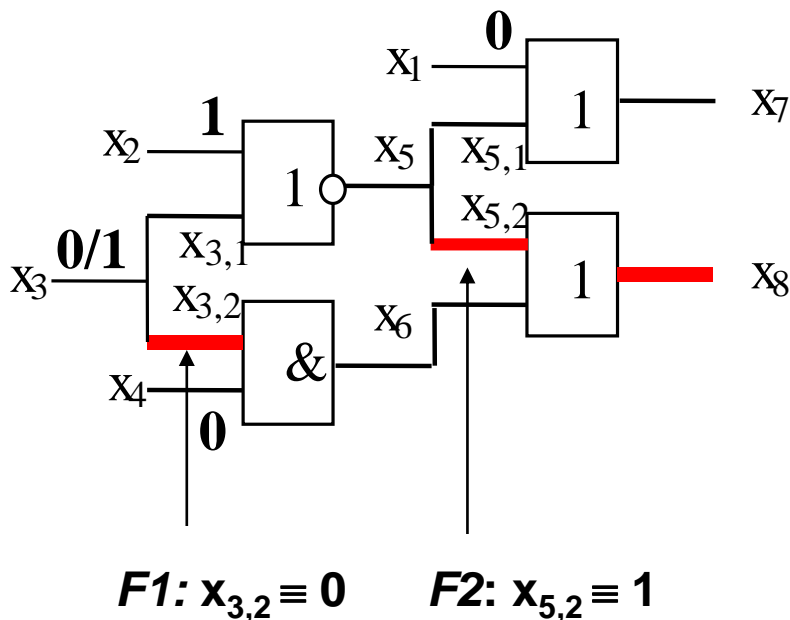 0
x₁
x₇
1
1
x₂
x₅
x₅,₁
1
x₅,₂
0/1
x₃,₁
x₃
x₃,₂
1
x₈
x₆
&
x₄
0
F1: x₃,₂ ≡ 0
F2: x₅,₂ ≡ 1